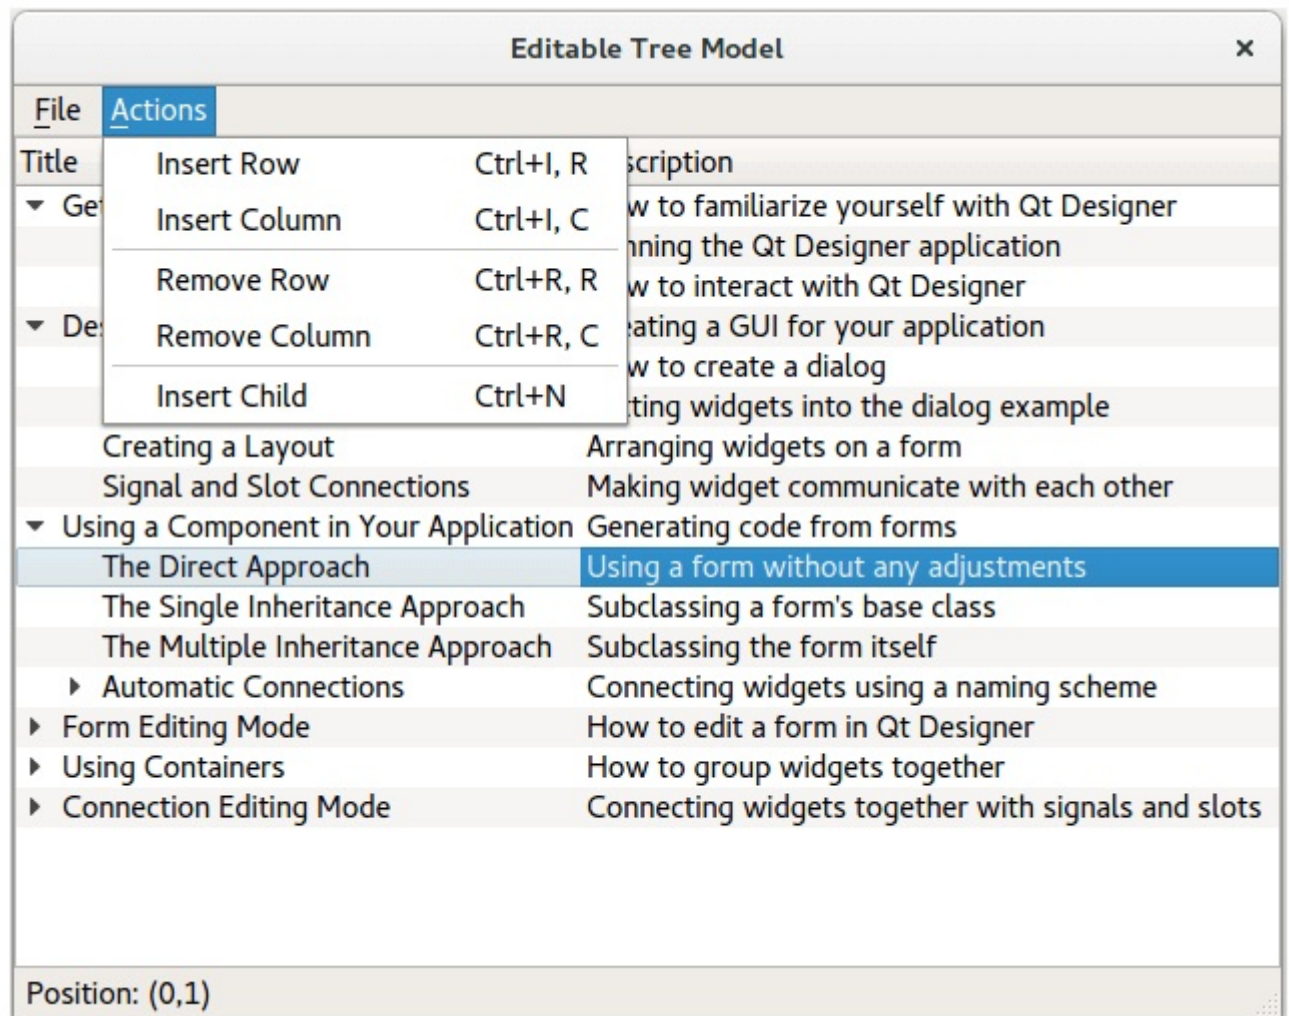 Editable Tree Model
File Actions
Title scription
Insert Row Ctrl+I, R
Insert Column Ctrl+I, C
Remove Row Ctrl+R, R
Remove Column Ctrl+R, C
Insert Child Ctrl+N
Get w to familiarize yourself with Qt Designer
nning the Qt Designer application
w to interact with Qt Designer
Des eating a GUI for your application
w to create a dialog
tting widgets into the dialog example
Creating a Layout Arranging widgets on a form
Signal and Slot Connections Making widget communicate with each other
Using a Component in Your Application Generating code from forms
The Direct Approach Using a form without any adjustments
The Single Inheritance Approach Subclassing a form's base class
The Multiple Inheritance Approach Subclassing the form itself
Automatic Connections Connecting widgets using a naming scheme
Form Editing Mode How to edit a form in Qt Designer
Using Containers How to group widgets together
Connection Editing Mode Connecting widgets together with signals and slots
Position: (0,1)